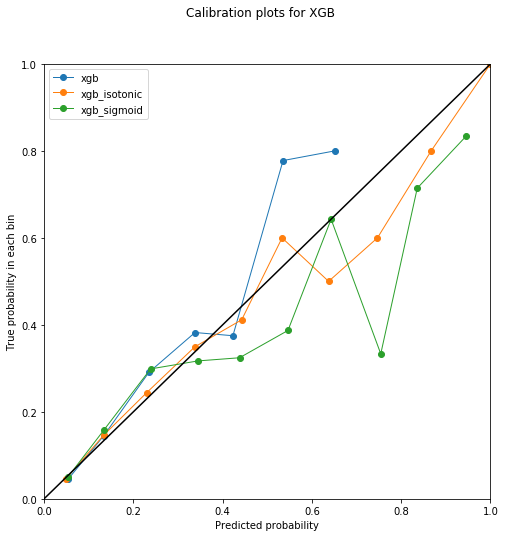 Calibration plots for XGB
xgb
xgb_isotonic
xgb_sigmoid
True probability in each bin
1.0
0.8
0.6
0.4
0.2
0.0
0.0 0.2 0.4 0.6 0.8 1.0
Predicted probability